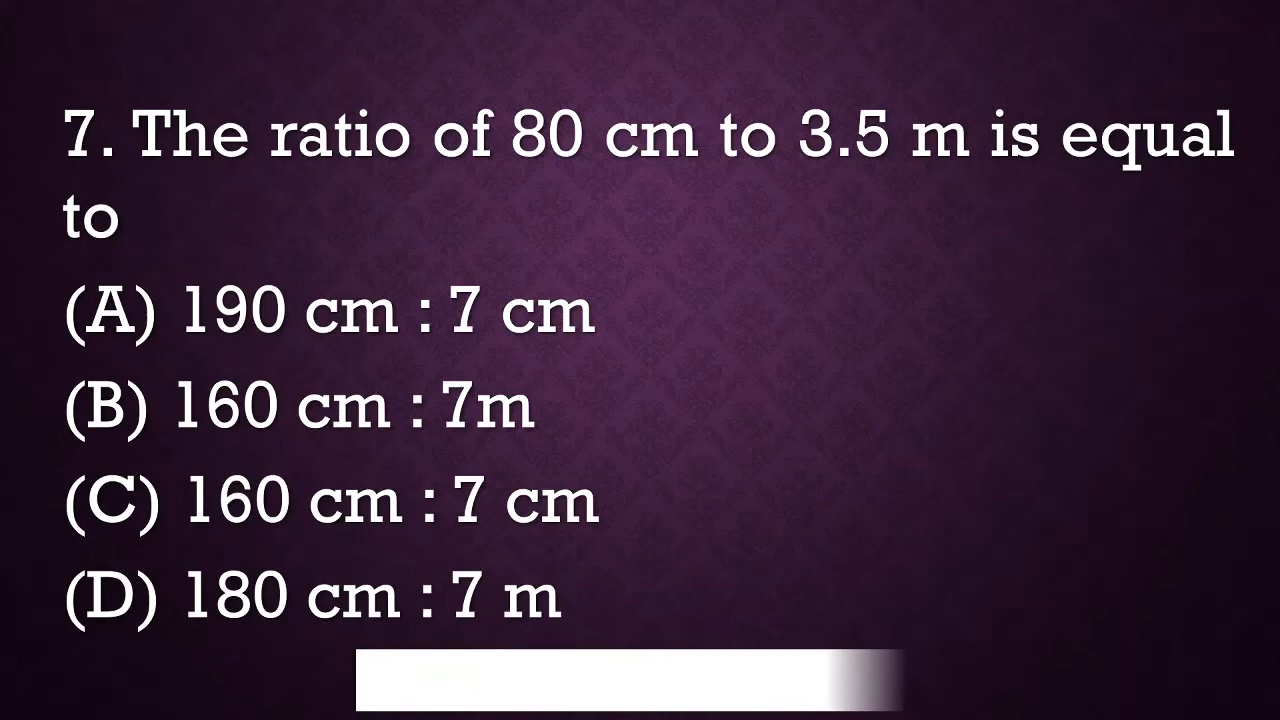 7. The ratio of 80 cm to 3.5 m is equal
to
(A) 190 cm : 7 cm
(B) 160 cm : 7m
(C) 160 cm : 7 cm
(D) 180 cm : 7 m